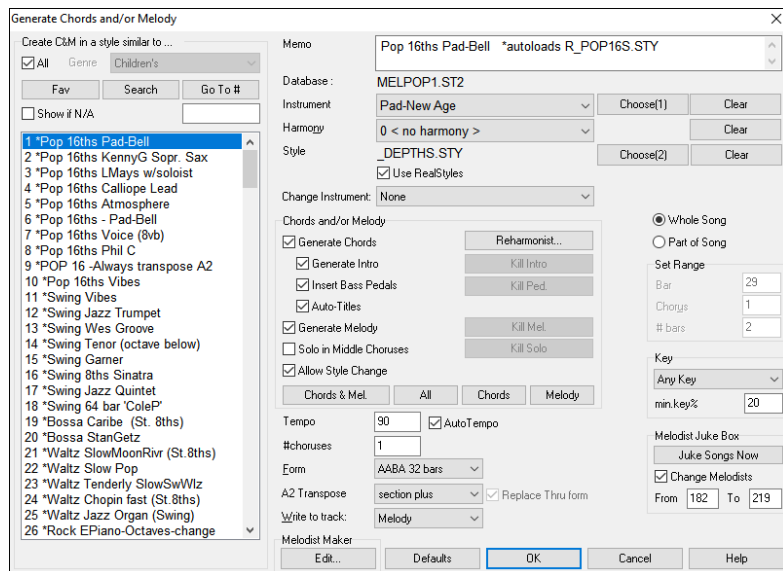 Generate Chords and/or Melody
Create C&M in a style similar to ...
All Genre Children's
Fav Search Go To #
Show if N/A
1 *Pop 16ths Pad-Bell
2 *Pop 16ths KennyG Sopr. Sax
3 *Pop 16ths LMays w/soloist
4 *Pop 16ths Calliope Lead
5 *Pop 16ths Atmosphere
6 *Pop 16ths - Pad-Bell
7 *Pop 16ths Voice (8vb)
8 *Pop 16ths Phil C
9 *POP 16 -Always transpose A2
10 *Pop 16ths Vibes
11 *Swing Vibes
12 *Swing Jazz Trumpet
13 *Swing Wes Groove
14 *Swing Tenor (octave below)
15 *Swing Garner
16 *Swing 8ths Sinatra
17 *Swing Jazz Quintet
18 *Swing 64 bar 'ColeP'
19 *Bossa Caribe (St. 8ths)
20 *Bossa StanGetz
21 *Waltz SlowMoonRivr (St.8ths)
22 *Waltz Slow Pop
23 *Waltz Tenderly SlowSwWlz
24 *Waltz Chopin fast (St.8ths)
25 *Waltz Jazz Organ (Swing)
26 *Rock EPiano-Octaves-change
Memo Pop 16ths Pad-Bell *autoloads R_POP16S.STY
Database : MELPOP1.ST2
Instrument Pad-New Age Choose(1) Clear
Harmony 0 < no harmony > Clear
Style _DEPTHS.STY Choose(2) Clear
Use RealStyles
Change Instrument: None
Chords and/or Melody
Generate Chords Reharmonist...
Generate Intro Kill Intro
Insert Bass Pedals Kill Ped.
Auto-Titles
Generate Melody Kill Mel.
Solo in Middle Choruses Kill Solo
Allow Style Change
Chords & Mel. All Chords Melody
Tempo 90 AutoTempo
#choruses 1
Form AABA 32 bars
A2 Transpose section plus Replace Thru form
Write to track: Melody
Whole Song
Part of Song
Set Range
Bar 29
Chorus 1
# bars 2
Key
Any Key
min.key% 20
Melodist Juke Box
Juke Songs Now
Change Melodists
From 182 To 219
Melodist Maker
Edit... Defaults OK Cancel Help